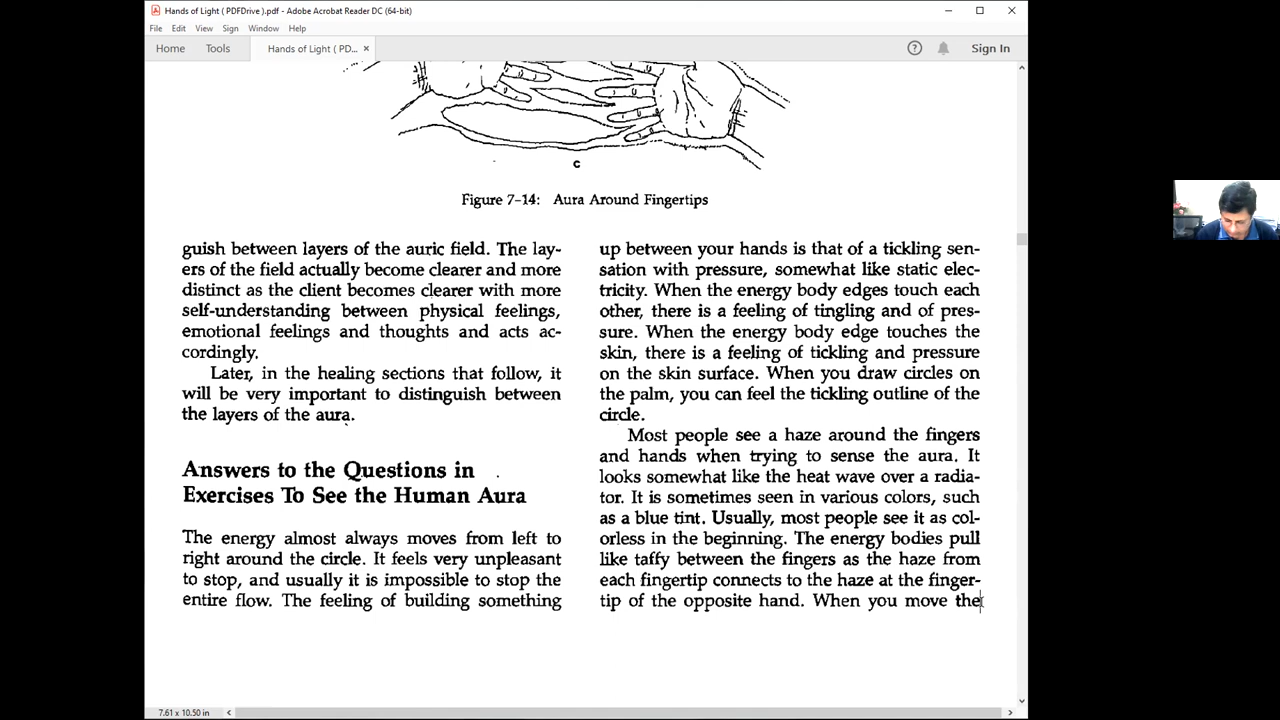 Hands of Light ( PDFDrive ).pdf - Adobe Acrobat Reader DC (64-bit)
File Edit View Sign Window Help
Home Tools Hands of Light ( PD... × Sign In
c
Figure 7-14: Aura Around Fingertips
guish between layers of the auric field. The lay-
ers of the field actually become clearer and more
distinct as the client becomes clearer with more
self-understanding between physical feelings,
emotional feelings and thoughts and acts ac-
cordingly.
Later, in the healing sections that follow, it
will be very important to distinguish between
the layers of the aura.
Answers to the Questions in
Exercises To See the Human Aura
The energy almost always moves from left to
right around the circle. It feels very unpleasant
to stop, and usually it is impossible to stop the
entire flow. The feeling of building something
up between your hands is that of a tickling sen-
sation with pressure, somewhat like static elec-
tricity. When the energy body edges touch each
other, there is a feeling of tingling and of pres-
sure. When the energy body edge touches the
skin, there is a feeling of tickling and pressure
on the skin surface. When you draw circles on
the palm, you can feel the tickling outline of the
circle.
Most people see a haze around the fingers
and hands when trying to sense the aura. It
looks somewhat like the heat wave over a radia-
tor. It is sometimes seen in various colors, such
as a blue tint. Usually, most people see it as col-
orless in the beginning. The energy bodies pull
like taffy between the fingers as the haze from
each fingertip connects to the haze at the finger-
tip of the opposite hand. When you move the
7.61 x 10.50 in